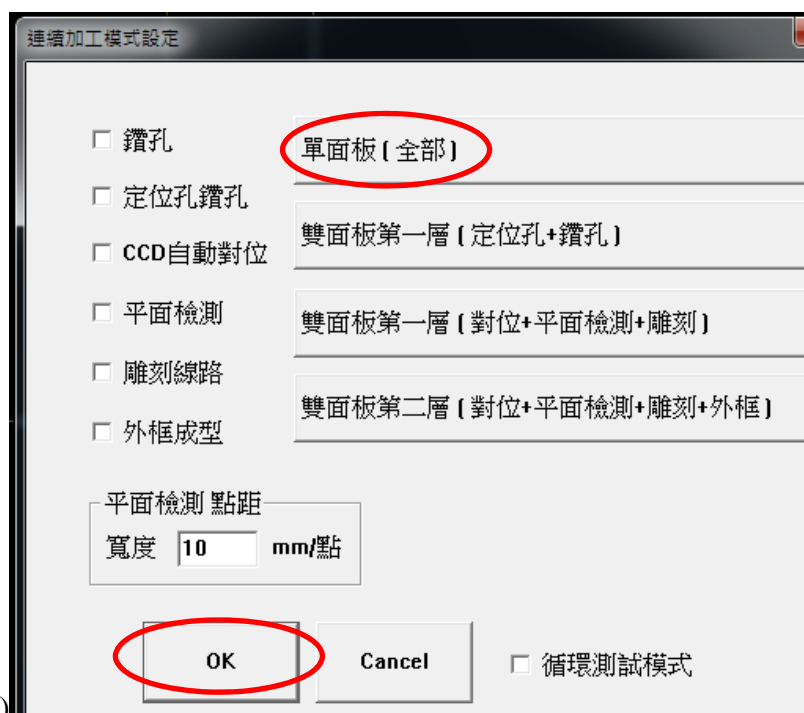 連續加工模式設定
鑽孔
定位孔鑽孔
CCD自動對位
平面檢測
雕刻線路
外框成型
單面板(全部)
雙面板第一層(定位孔+鑽孔)
雙面板第一層(對位+平面檢測+雕刻)
雙面板第二層(對位+平面檢測+雕刻+外框)
平面檢測 點距
寬度 10 mm/點
OK Cancel 循環測試模式
)